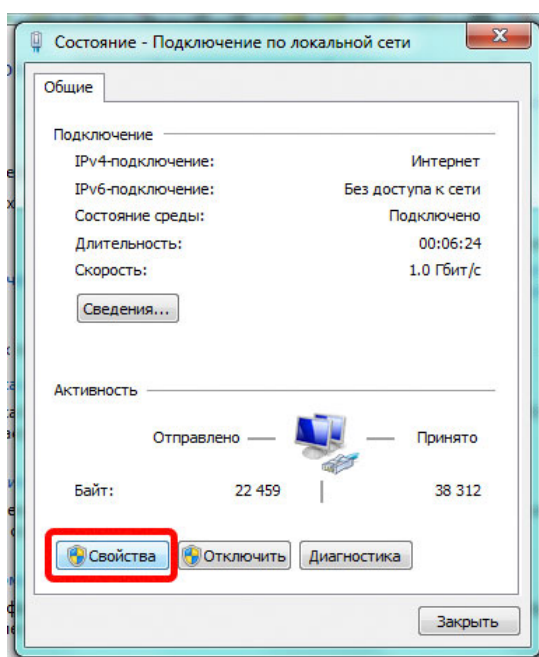 Состояние - Подключение по локальной сети
Общие
Подключение
IPv4-подключение: Интернет
IPv6-подключение: Без доступа к сети
Состояние среды: Подключено
Длительность: 00:06:24
Скорость: 1.0 Гбит/с
Сведения...
Активность
Отправлено — — Принято
Байт: 22 459 | 38 312
Свойства Отключить Диагностика
Закрыть